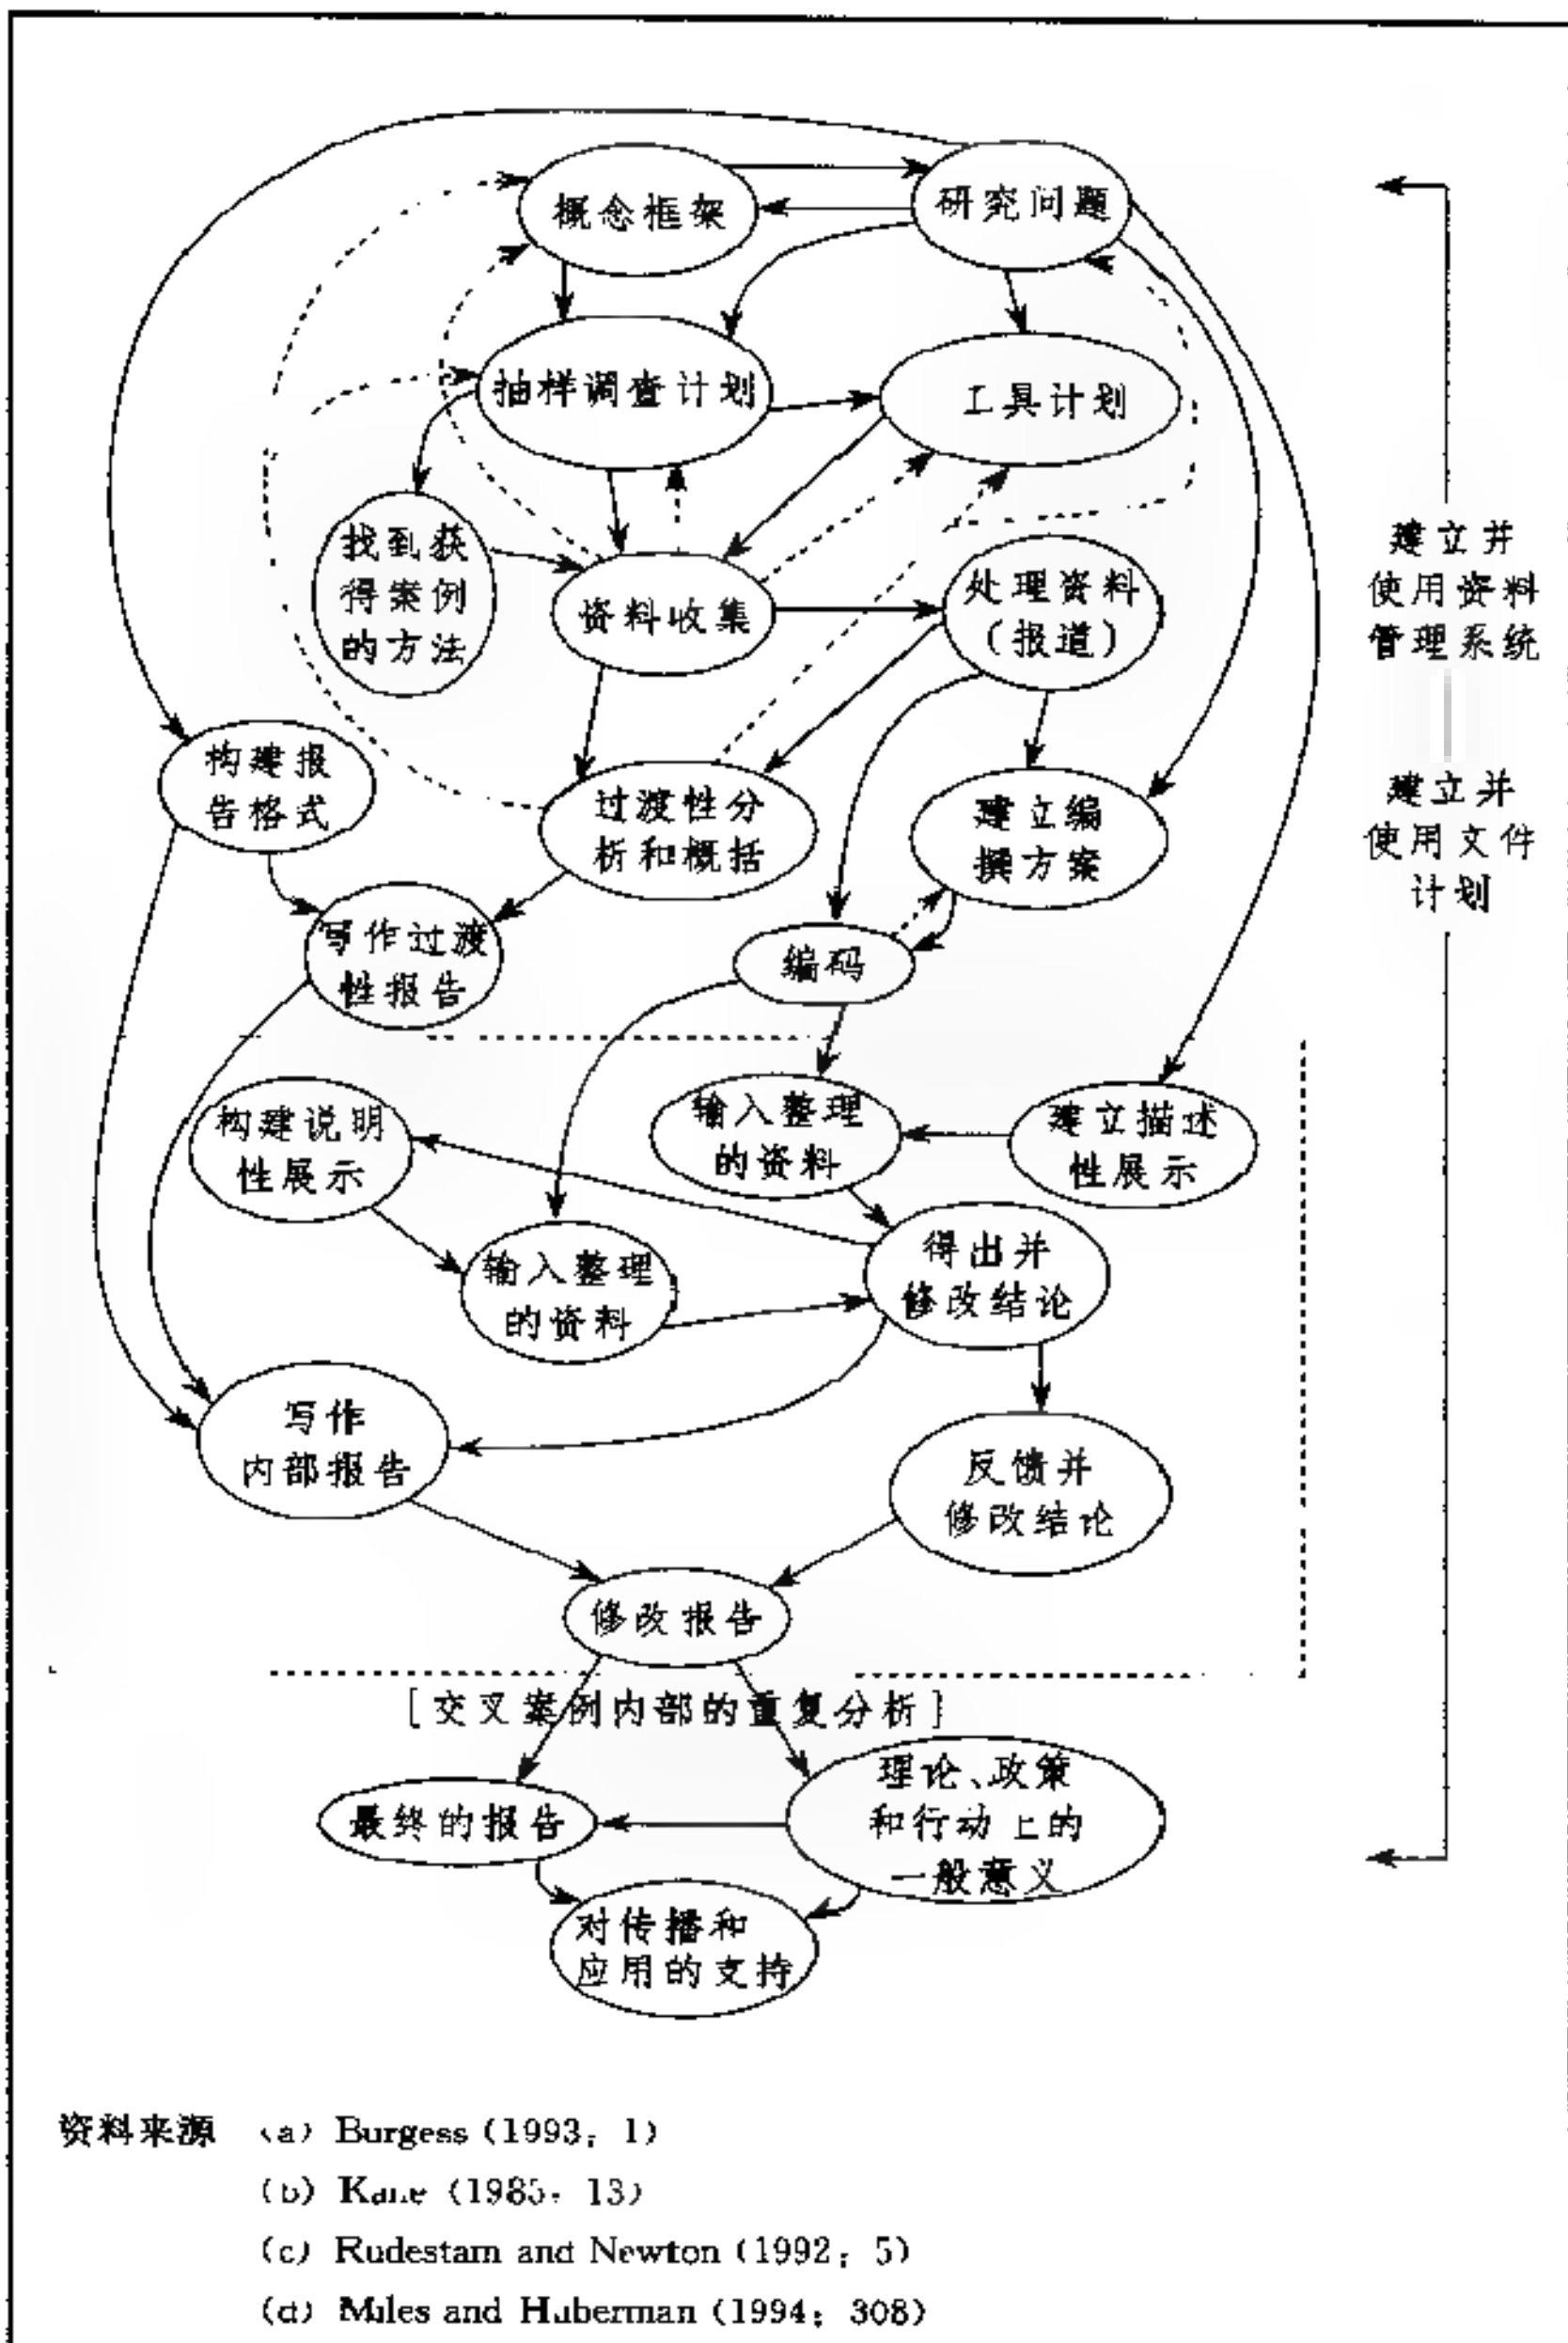 概念框架
研究问题
抽样调查计划
工具计划
找到获
得案例
的方法
资料收集
处理资料
（报道）
建立并
使用资料
管理系统
建立并
使用文件
计划
构建报
告格式
过渡性分
析和概括
建立编
撰方案
写作过渡
性报告
编码
构建说明
性展示
输入整理
的资料
建立描述
性展示
输入整理
的资料
得出并
修改结论
写作
内部报告
反馈并
修改结论
修改报告
[交叉案例内部的重复分析]
最终的报告
理论、政策
和行动上的
一般意义
对传播和
应用的支持
资料来源 (a) Burgess (1993: 1)
(b) Kane (1985: 13)
(c) Rudestam and Newton (1992: 5)
(d) Miles and Huberman (1994: 308)